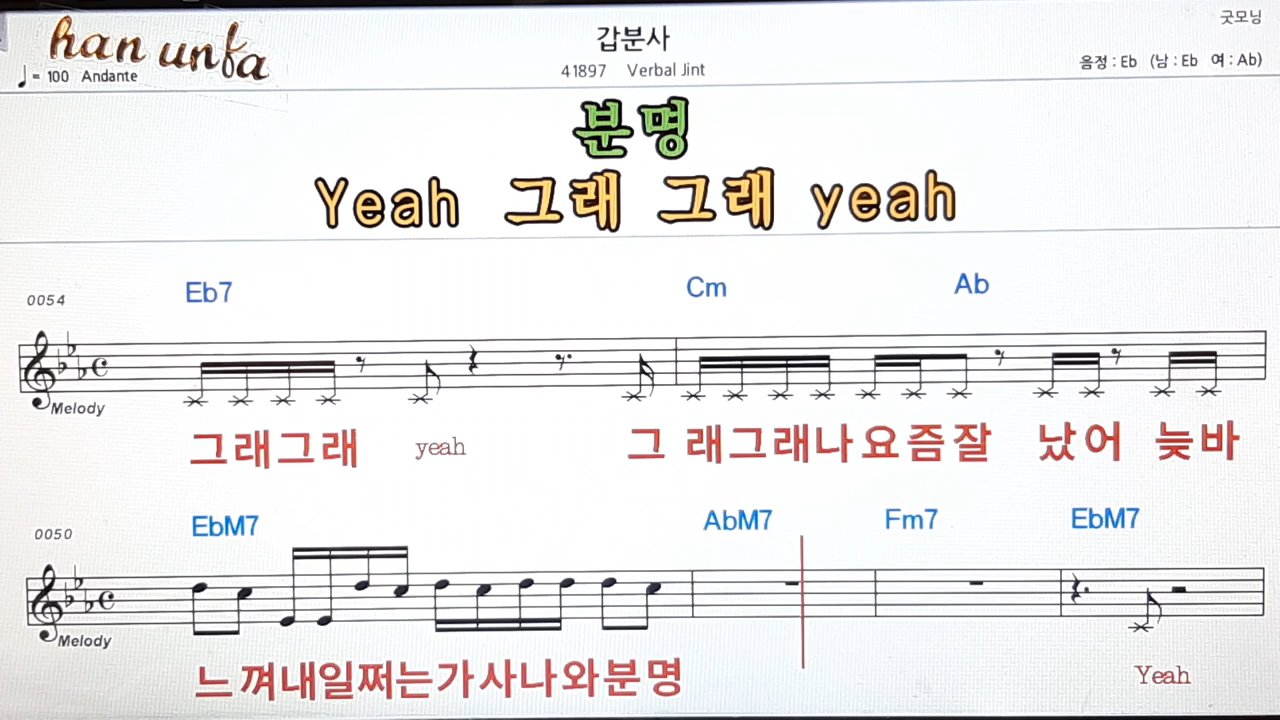 han unfa
굿모닝
갑분사
♩= 100 Andante
41897 Verbal Jint
음정 : Eb (남 : Eb 여 : Ab)
분명
Yeah 그래 그래 yeah
0054 Eb7 Cm Ab
Melody
그래그래 yeah 그 래그래나요즘잘 났어 늦바
0050 EbM7 AbM7 Fm7 EbM7
Melody
느껴내일쩌는가사나와분명 Yeah